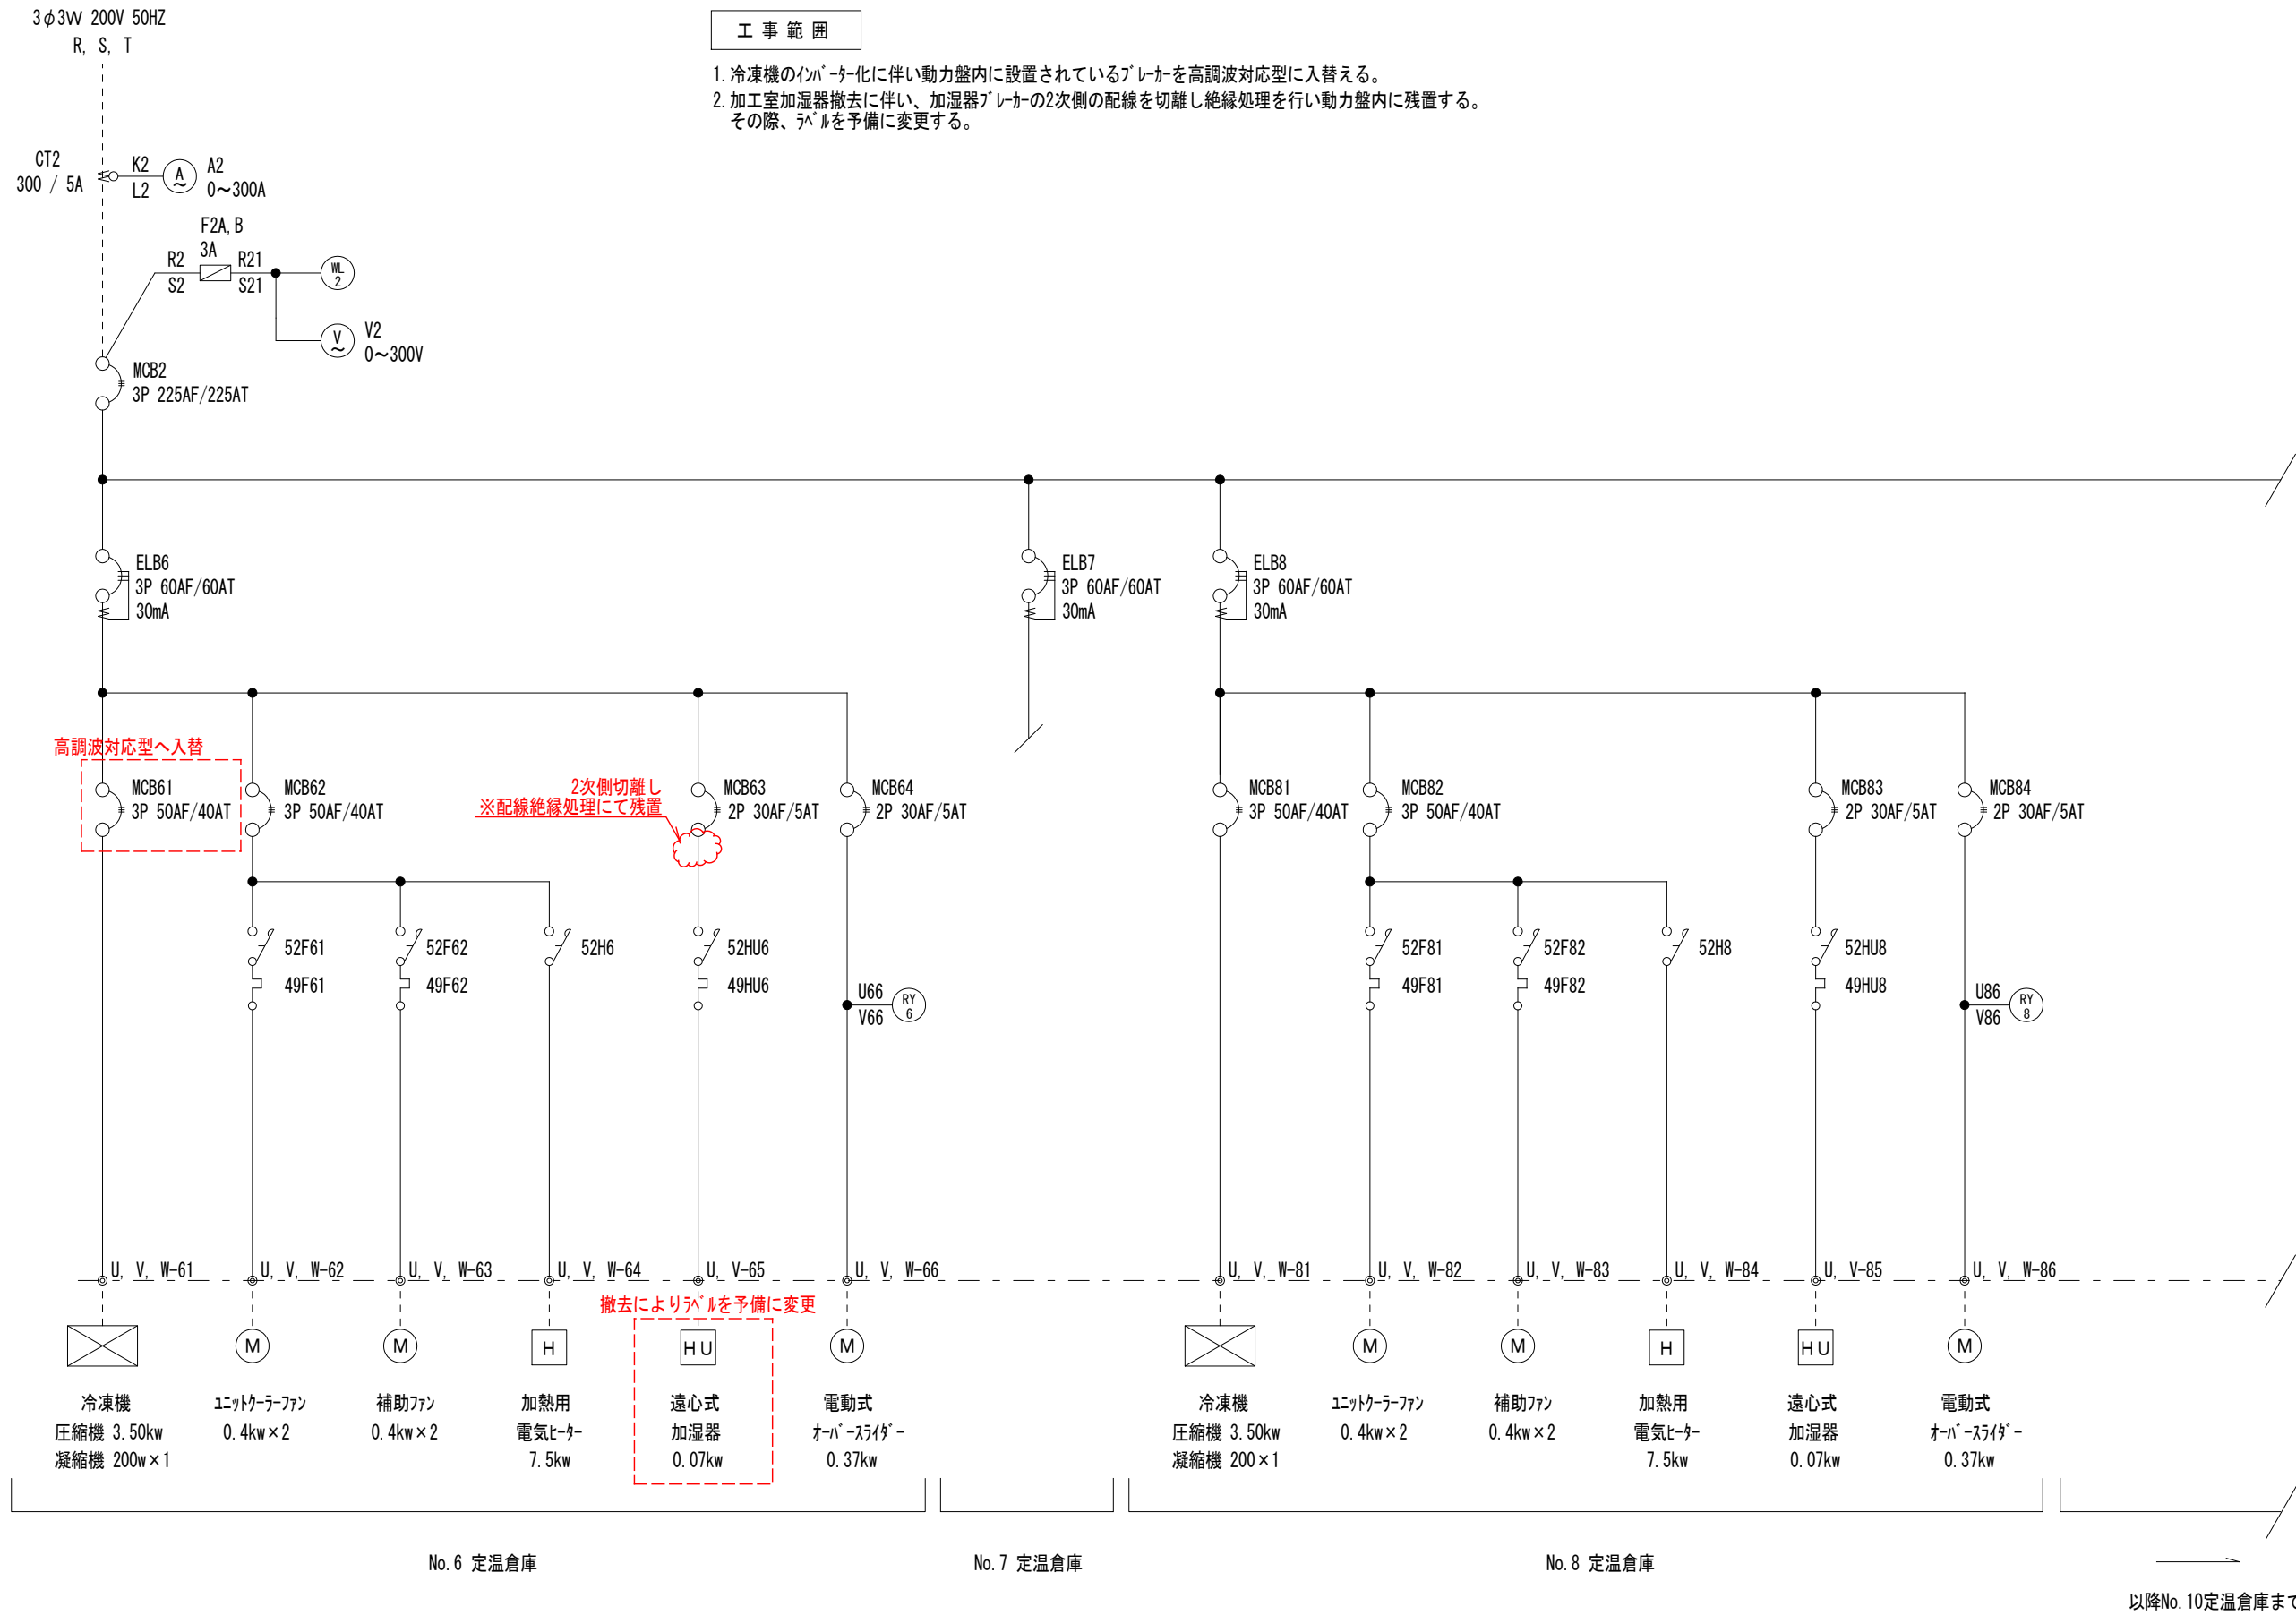 3φ3W 200V 50HZ
R, S, T
工事範囲
1. 冷凍機のｲﾝﾊﾞｰﾀｰ化に伴い動力盤内に設置されているﾌﾞﾚｰｶｰを高調波対応型に入替える。
2. 加工室加湿器撤去に伴い、加湿器ﾌﾞﾚｰｶｰの2次側の配線を切離し絶縁処理を行い動力盤内に残置する。
その際、ﾗﾍﾞﾙを予備に変更する。
CT2
300 / 5A
K2
L2
A
A2
0～300A
F2A, B
3A
R2
S2
R21
S21
WL
2
V
V2
0～300V
MCB2
3P 225AF/225AT
ELB6
3P 60AF/60AT
30mA
ELB7
3P 60AF/60AT
30mA
ELB8
3P 60AF/60AT
30mA
高調波対応型へ入替
MCB61
3P 50AF/40AT
MCB62
3P 50AF/40AT
2次側切離し
※配線絶縁処理にて残置
MCB63
2P 30AF/5AT
MCB64
2P 30AF/5AT
MCB81
3P 50AF/40AT
MCB82
3P 50AF/40AT
MCB83
2P 30AF/5AT
MCB84
2P 30AF/5AT
52F61
49F61
52F62
49F62
52H6
52HU6
49HU6
U66
V66
RY
6
52F81
49F81
52F82
49F82
52H8
52HU8
49HU8
U86
V86
RY
8
U, V, W-61
U, V, W-62
U, V, W-63
U, V, W-64
U, V-65
U, V, W-66
U, V, W-81
U, V, W-82
U, V, W-83
U, V, W-84
U, V-85
U, V, W-86
撤去によりﾗﾍﾞﾙを予備に変更
M
M
H
HU
M
M
M
H
HU
M
冷凍機
圧縮機 3.50kw
凝縮機 200w×1
ﾕﾆｯﾄｸｰﾗｰﾌｧﾝ
0.4kw×2
補助ﾌｧﾝ
0.4kw×2
加熱用
電気ﾋｰﾀｰ
7.5kw
遠心式
加湿器
0.07kw
電動式
ｵｰﾊﾞｰｽﾗｲﾀﾞｰ
0.37kw
冷凍機
圧縮機 3.50kw
凝縮機 200×1
ﾕﾆｯﾄｸｰﾗｰﾌｧﾝ
0.4kw×2
補助ﾌｧﾝ
0.4kw×2
加熱用
電気ﾋｰﾀｰ
7.5kw
遠心式
加湿器
0.07kw
電動式
ｵｰﾊﾞｰｽﾗｲﾀﾞｰ
0.37kw
No.6 定温倉庫
No.7 定温倉庫
No.8 定温倉庫
以降No.10定温倉庫まで